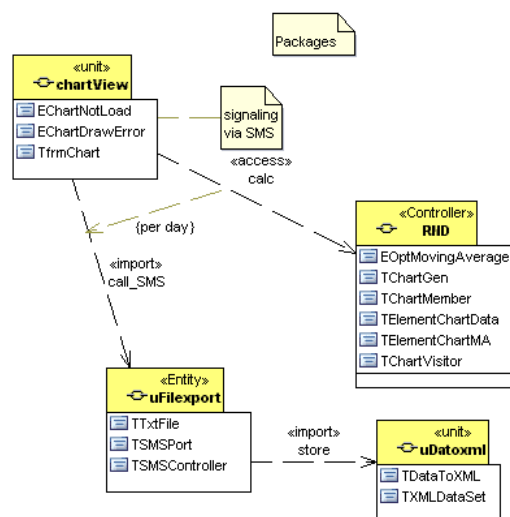 Packages
«unit»
chartView
EChartNotLoad
EChartDrawError
TfrmChart
signaling
via SMS
«access»
calc
{per day}
«import»
call_SMS
«Controller»
RND
EOptMovingAverage
TChartGen
TChartMember
TElementChartData
TElementChartMA
TChartVisitor
«Entity»
uFilexport
TTxtFile
TSMSPort
TSMSController
«import»
store
«unit»
uDatoxml
TDataToXML
TXMLDataSet